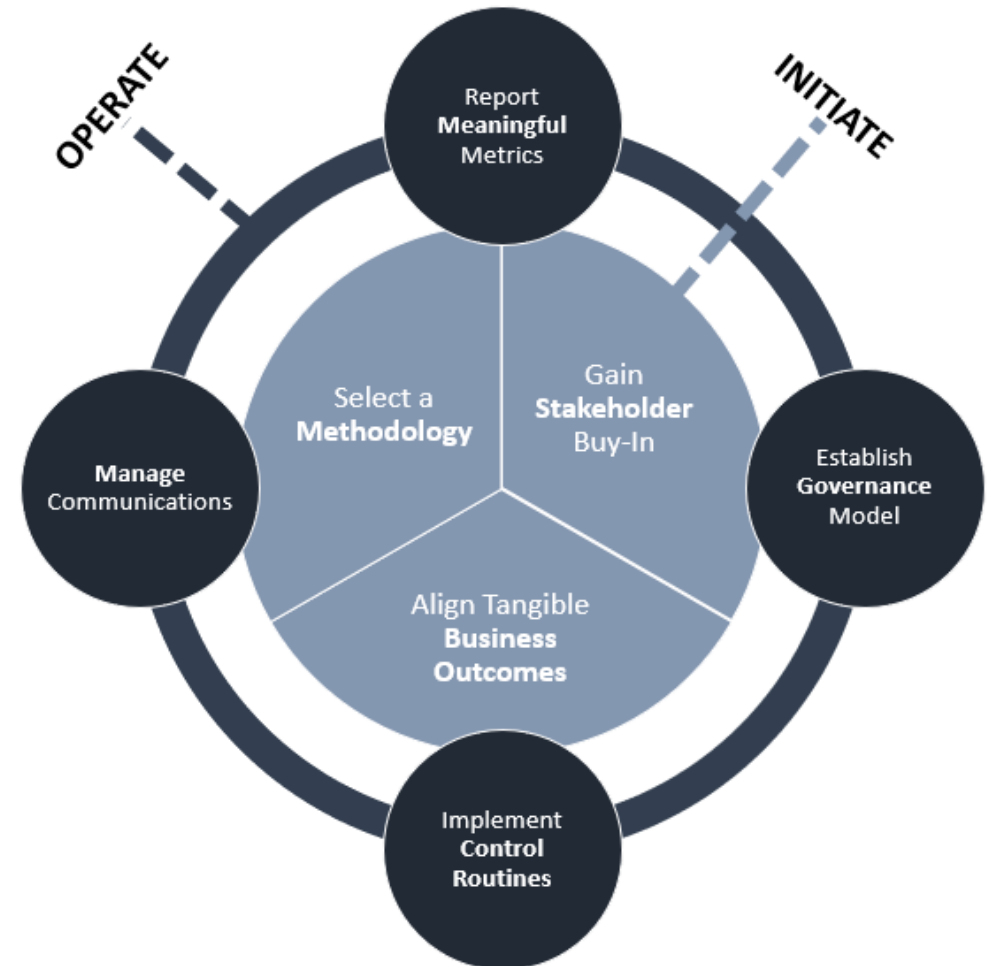 OPERATE
INITIATE
Report
Meaningful
Metrics
Select a
Methodology
Gain
Stakeholder
Buy-In
Manage
Communications
Establish
Governance
Model
Align Tangible
Business
Outcomes
Implement
Control
Routines